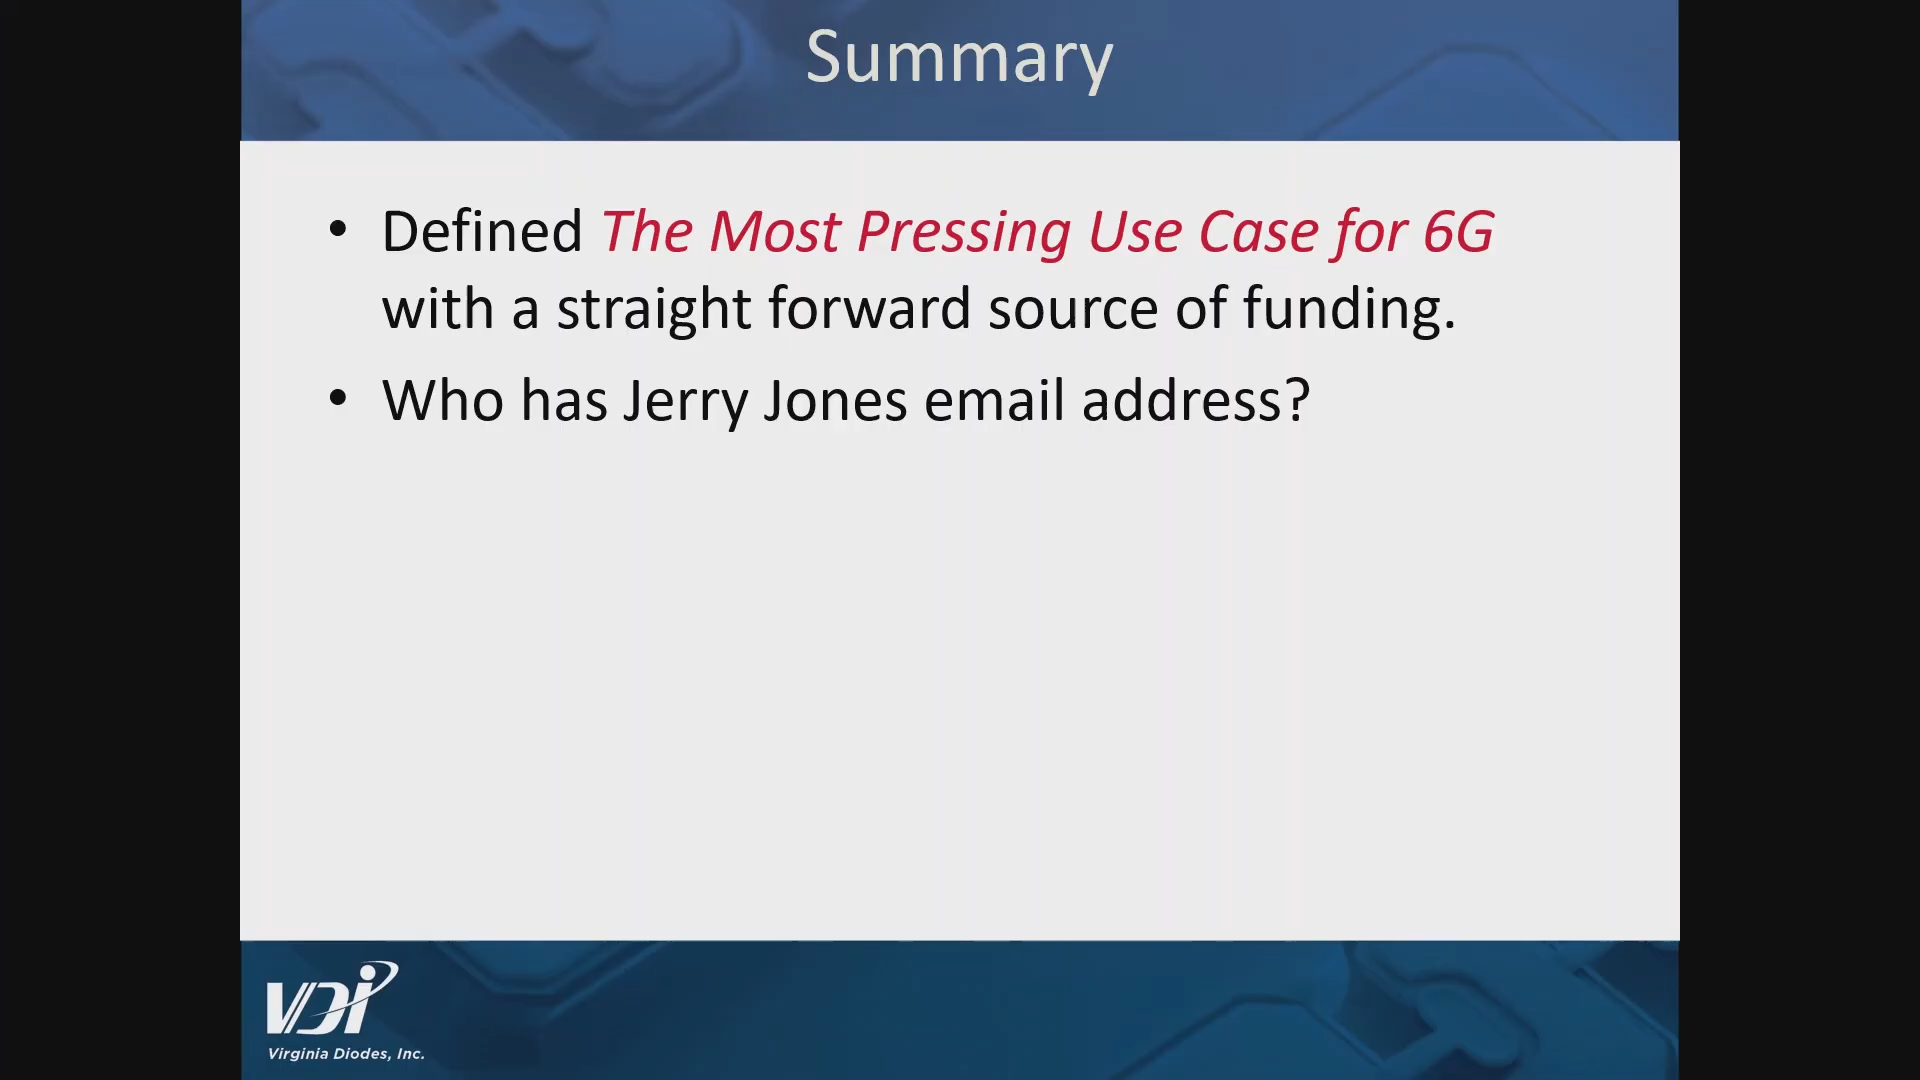 Summary
• Defined The Most Pressing Use Case for 6G
with a straight forward source of funding.
• Who has Jerry Jones email address?
VDi
Virginia Diodes, Inc.